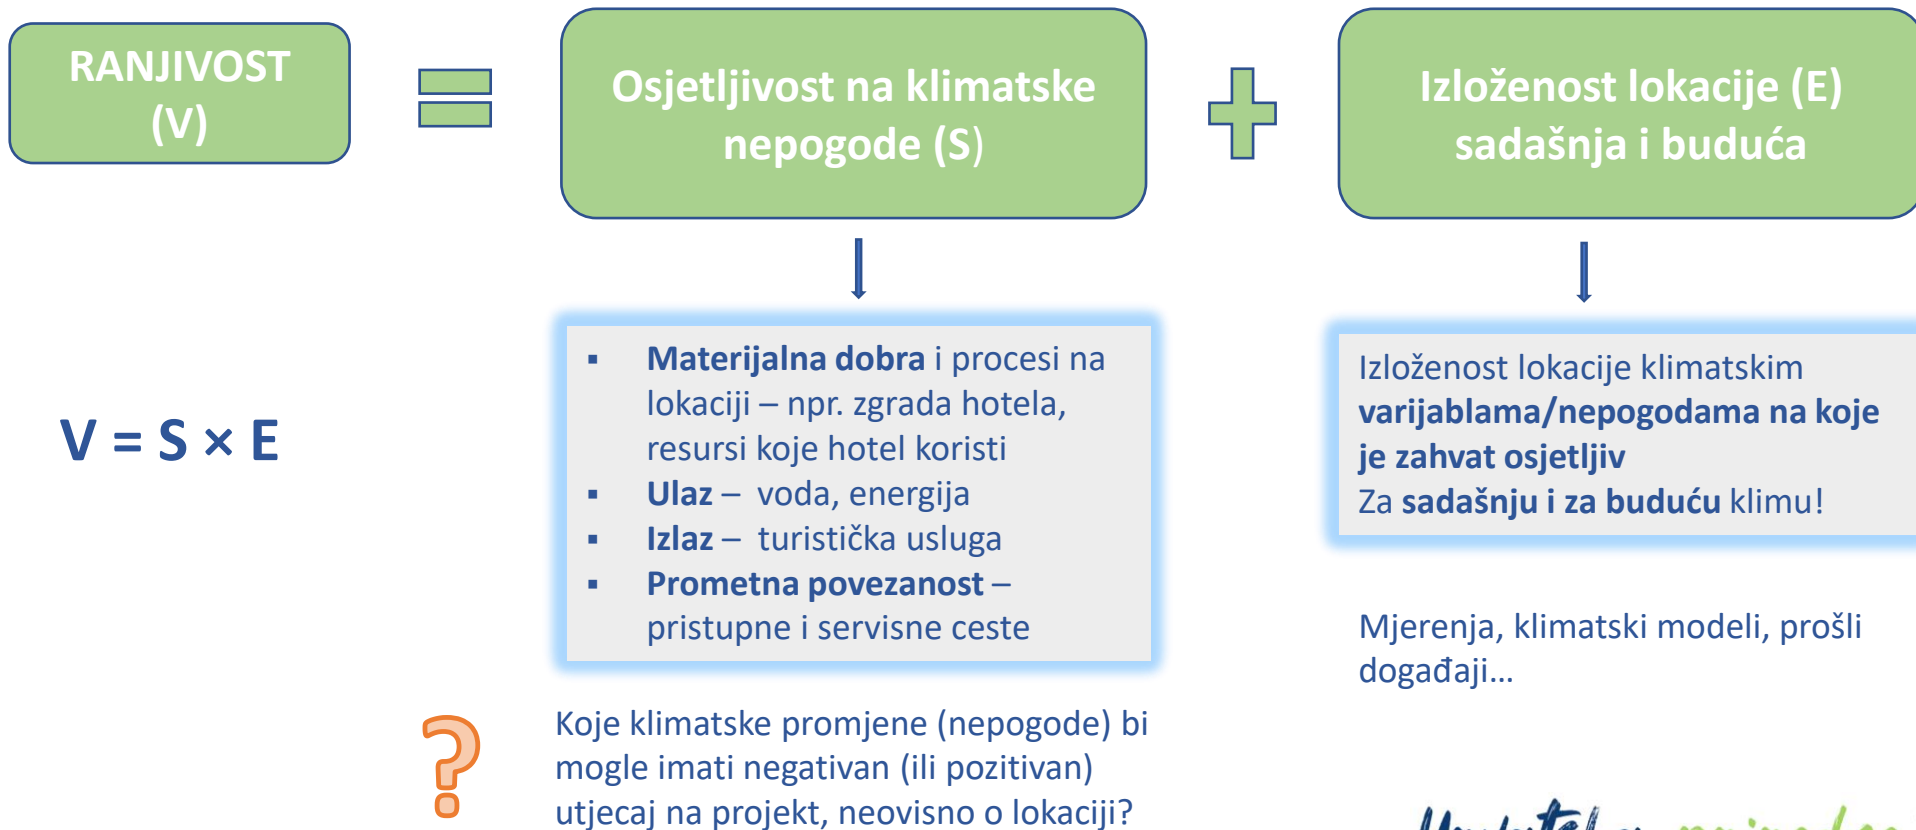 RANJIVOST
(V)
Osjetljivost na klimatske
nepogode (S)
Izloženost lokacije (E)
sadašnja i buduća
V = S × E
▪ Materijalna dobra i procesi na
lokaciji – npr. zgrada hotela,
resursi koje hotel koristi
▪ Ulaz – voda, energija
▪ Izlaz – turistička usluga
▪ Prometna povezanost –
pristupne i servisne ceste
Izloženost lokacije klimatskim
varijablama/nepogodama na koje
je zahvat osjetljiv
Za sadašnju i za buduću klimu!
Mjerenja, klimatski modeli, prošli
događaji...
?
Koje klimatske promjene (nepogode) bi
mogle imati negativan (ili pozitivan)
utjecaj na projekt, neovisno o lokaciji?